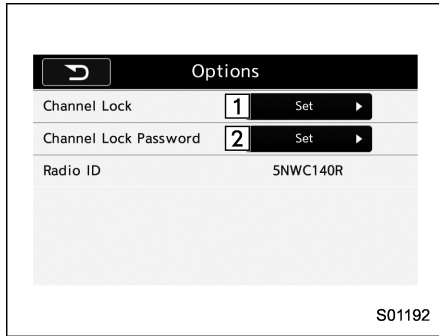 Options
Channel Lock 1 Set
Channel Lock Password 2 Set
Radio ID 5NWC140R
S01192